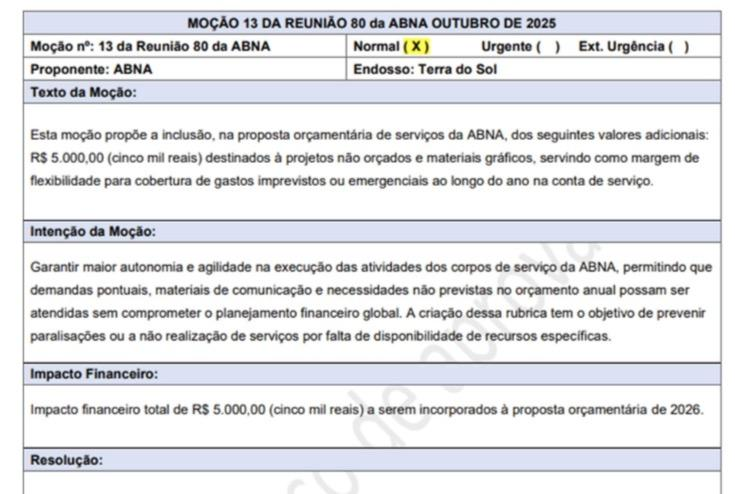 MOÇÃO 13 DA REUNIÃO 80 da ABNA OUTUBRO DE 2025
Moção nº: 13 da Reunião 80 da ABNA Normal ( X ) Urgente ( ) Ext. Urgência ( )
Proponente: ABNA Endosso: Terra do Sol
Texto da Moção:
Esta moção propõe a inclusão, na proposta orçamentária de serviços da ABNA, dos seguintes valores adicionais:
R$ 5.000,00 (cinco mil reais) destinados à projetos não orçados e materiais gráficos, servindo como margem de
flexibilidade para cobertura de gastos imprevistos ou emergenciais ao longo do ano na conta de serviço.
Intenção da Moção:
Garantir maior autonomia e agilidade na execução das atividades dos corpos de serviço da ABNA, permitindo que
demandas pontuais, materiais de comunicação e necessidades não previstas no orçamento anual possam ser
atendidas sem comprometer o planejamento financeiro global. A criação dessa rubrica tem o objetivo de prevenir
paralisações ou a não realização de serviços por falta de disponibilidade de recursos específicas.
Impacto Financeiro:
Impacto financeiro total de R$ 5.000,00 (cinco mil reais) a serem incorporados à proposta orçamentária de 2026.
Resolução: